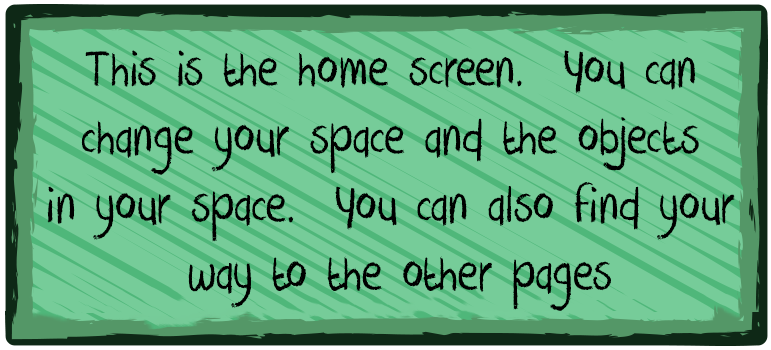 This is the home screen.  You can
change your space and the objects
in your space.  You can also find your
way to the other pages